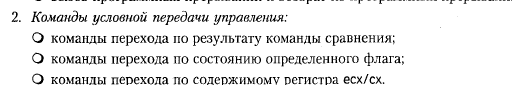 2. Команды условной передачи управления:
команды перехода по результату команды сравнения;
команды перехода по состоянию определенного флага;
команды перехода по содержимому регистра ecx/cx.